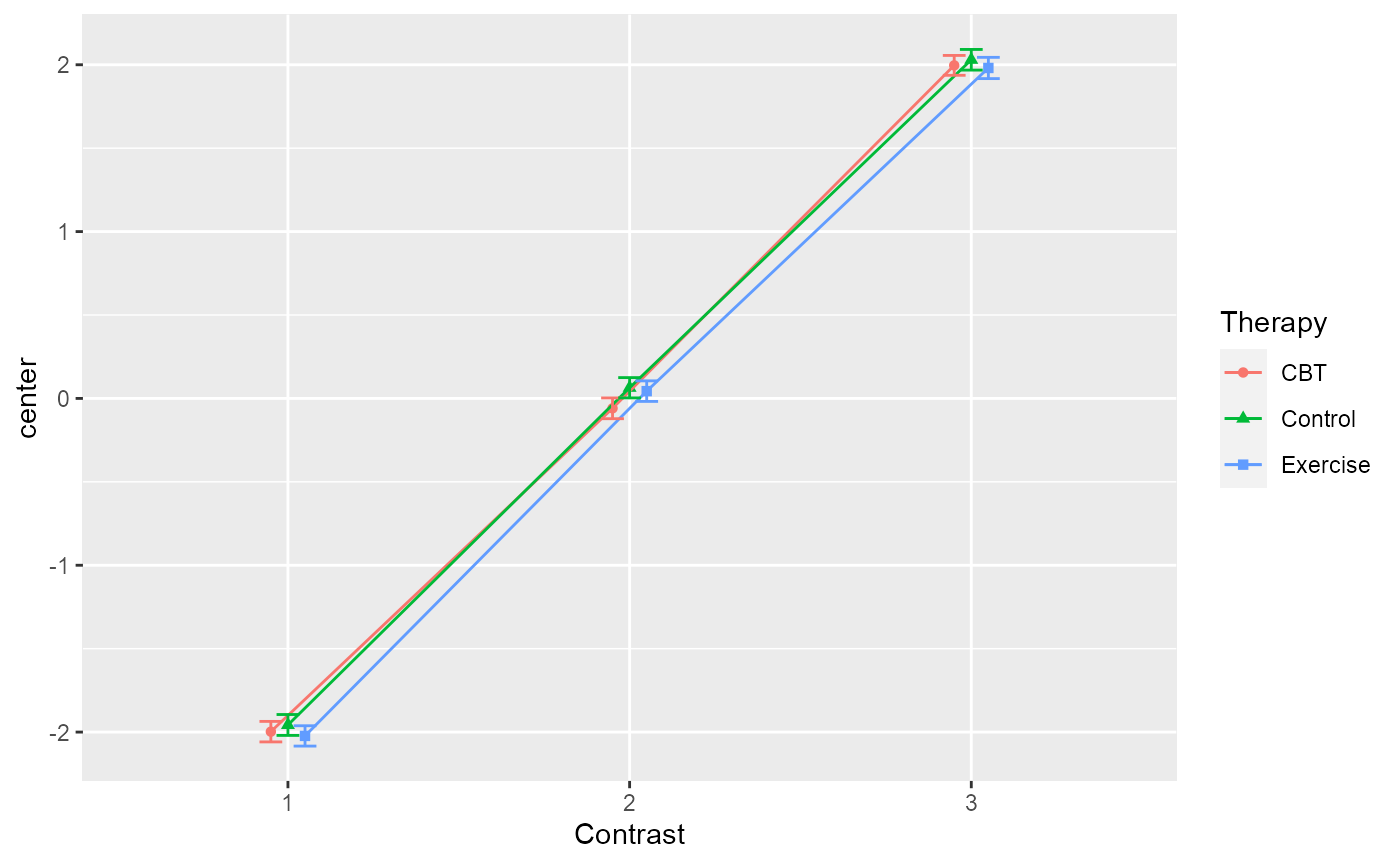 2
1
0
-1
-2
center
1 2 3
Contrast
Therapy
CBT
Control
Exercise